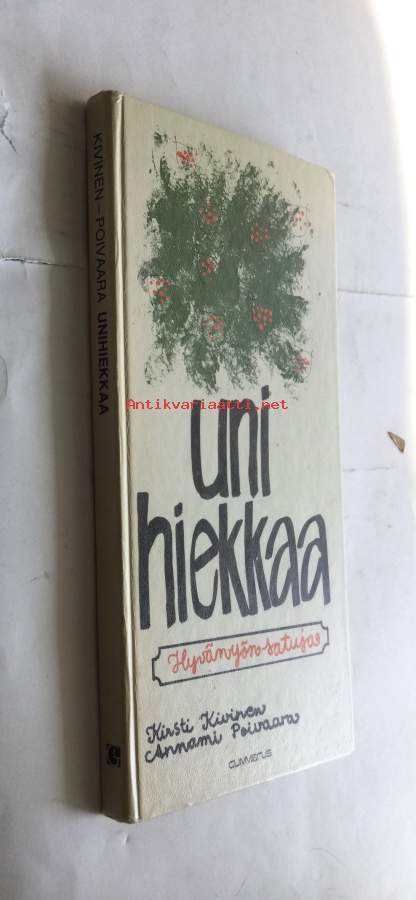 KIVINEN – POIVAARA UNIHIEKKAA
Antikvariaatti.net
uni
hiekkaa
Hyvänyön satuja
Kirsti Kivinen
Annami Poivaara
GUMMERUS